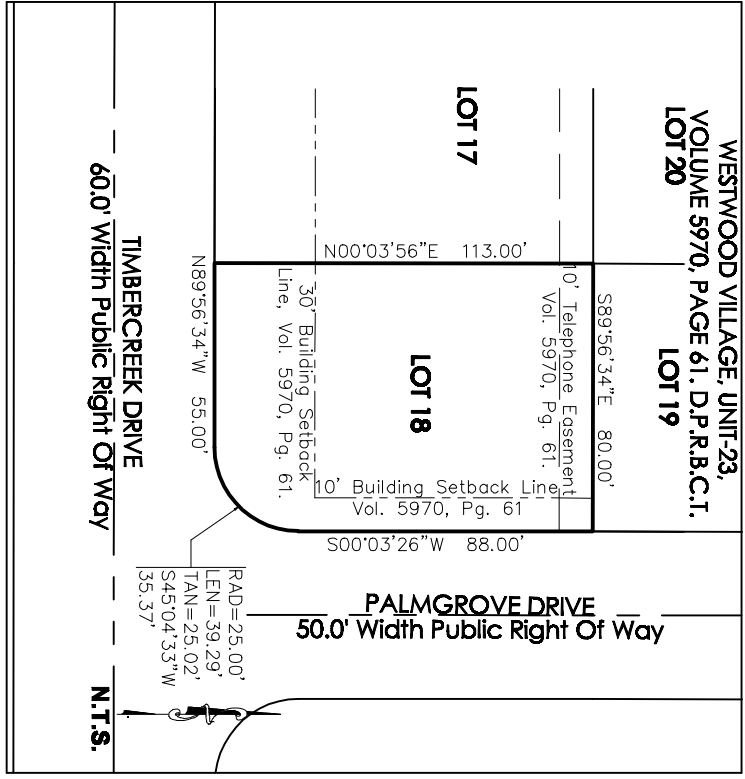 WESTWOOD VILLAGE, UNIT-23,
VOLUME 5970, PAGE 61. D.P.R.B.C.T.
LOT 20
LOT 19
S89°56'34"E 80.00'
10' Telephone Easement
Vol. 5970, Pg. 61.
LOT 17
N00°03'56"E 113.00'
LOT 18
30' Building Setback
Line, Vol. 5970, Pg. 61.
10' Building Setback Line
Vol. 5970, Pg. 61
S00°03'26"W 88.00'
N89°56'34"W 55.00'
PALMGROVE DRIVE
50.0' Width Public Right Of Way
RAD=25.00'
LEN=39.29'
TAN=25.02'
S45°04'33"W
35.37'
TIMBERCREEK DRIVE
60.0' Width Public Right Of Way
N.T.S.